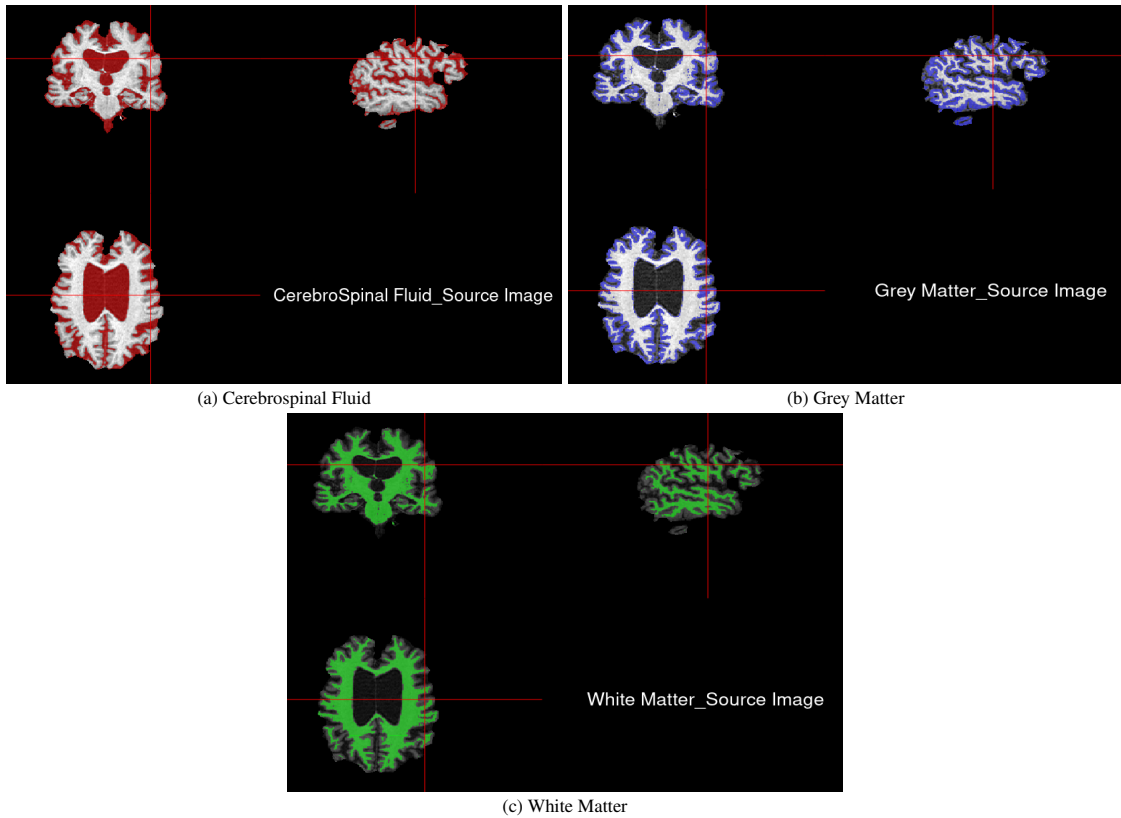 CerebroSpinal Fluid_Source Image
Grey Matter_Source Image
(a) Cerebrospinal Fluid
(b) Grey Matter
White Matter_Source Image
(c) White Matter